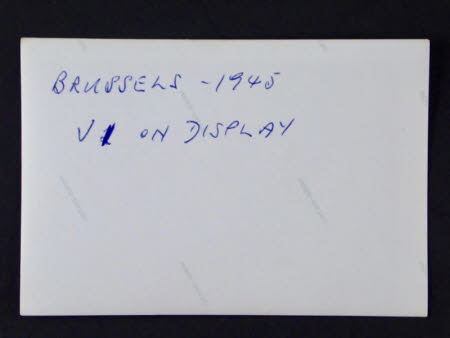 BRUSSELS - 1945
V1 ON DISPLAY